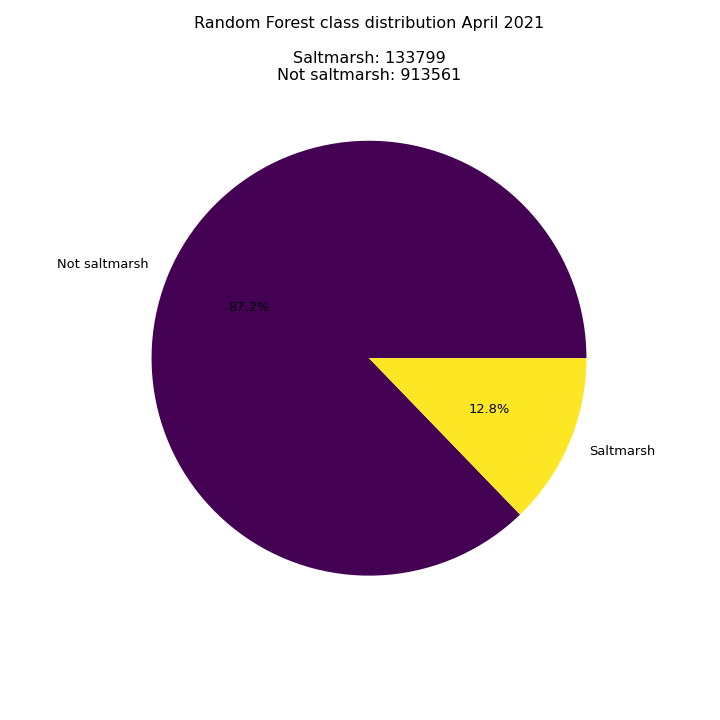 Random Forest class distribution April 2021
Saltmarsh: 133799
Not saltmarsh: 913561
Not saltmarsh
87.2%
12.8%
Saltmarsh